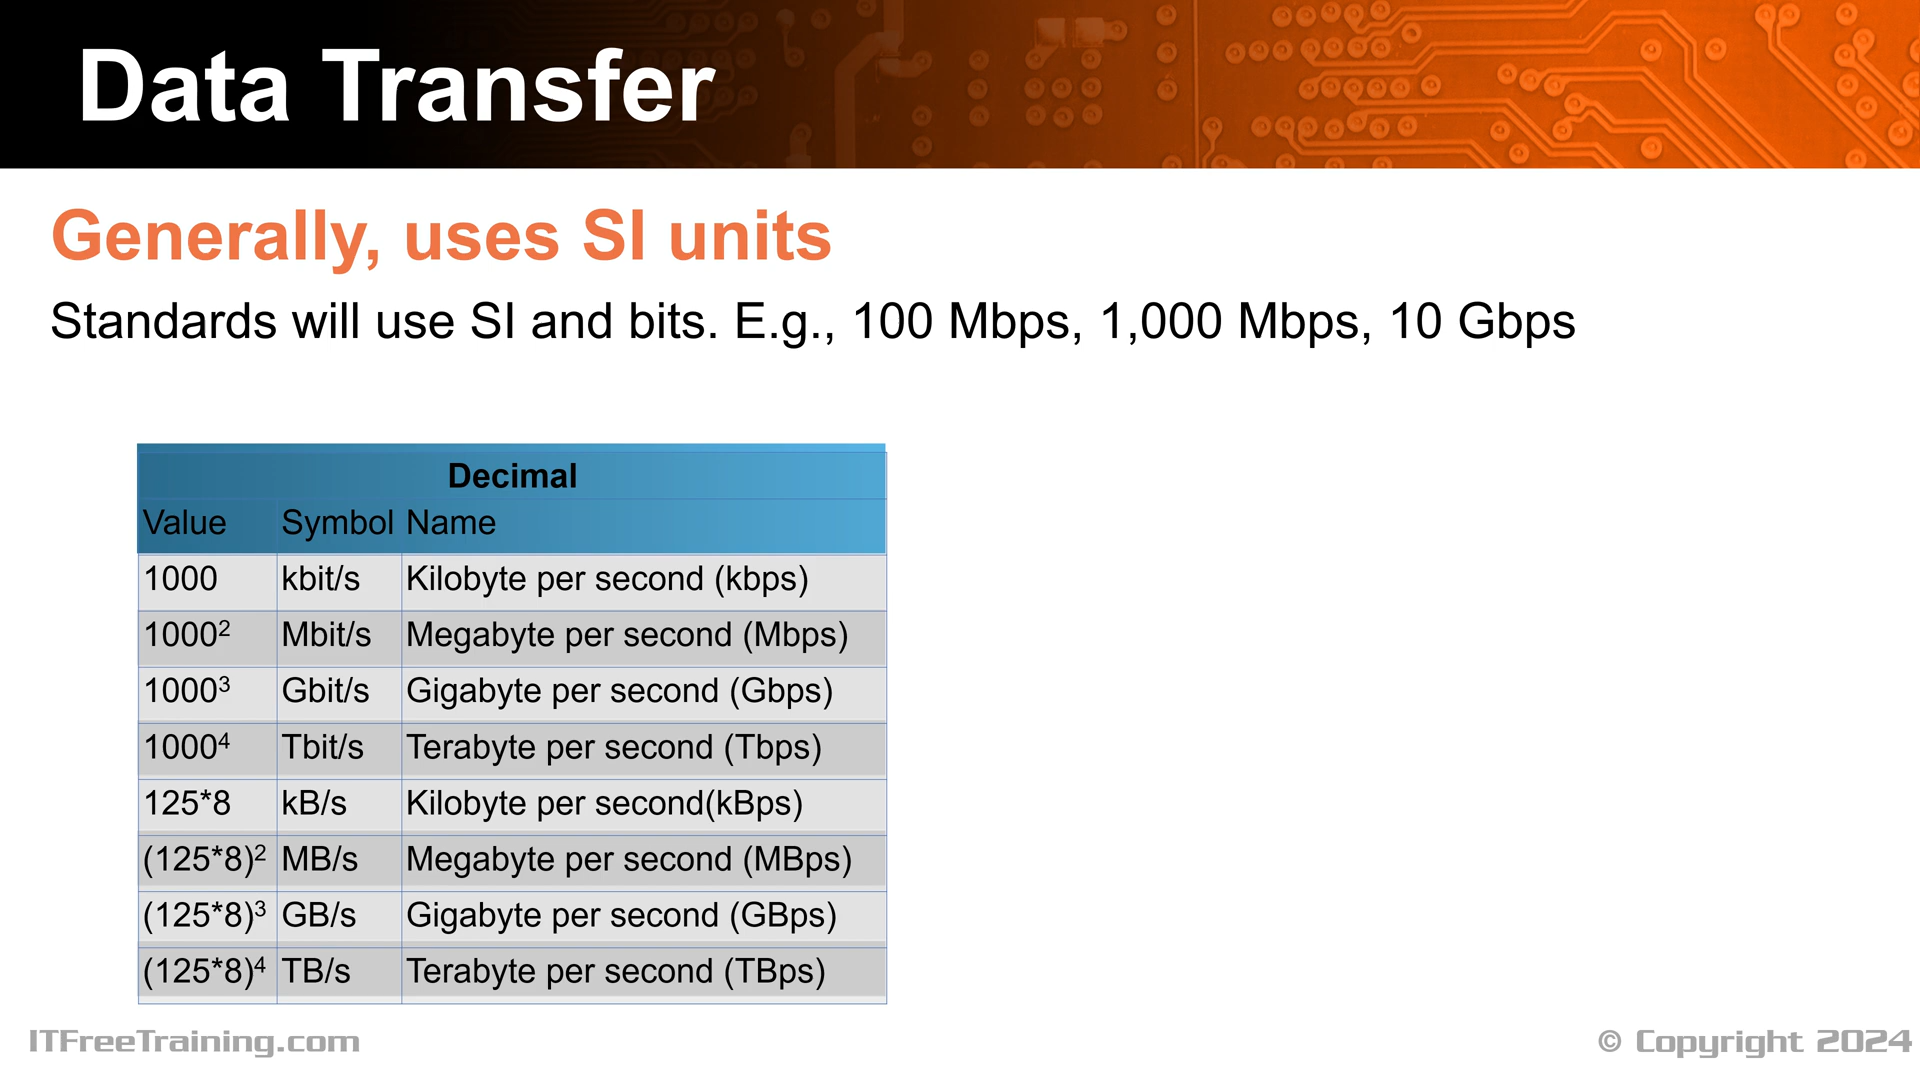 Data Transfer
Generally, uses SI units
Standards will use SI and bits. E.g., 100 Mbps, 1,000 Mbps, 10 Gbps
Decimal
Value Symbol Name
1000 kbit/s Kilobyte per second (kbps)
1000² Mbit/s Megabyte per second (Mbps)
1000³ Gbit/s Gigabyte per second (Gbps)
1000⁴ Tbit/s Terabyte per second (Tbps)
125*8 kB/s Kilobyte per second(kBps)
(125*8)² MB/s Megabyte per second (MBps)
(125*8)³ GB/s Gigabyte per second (GBps)
(125*8)⁴ TB/s Terabyte per second (TBps)
ITFreeTraining.com
© Copyright 2024